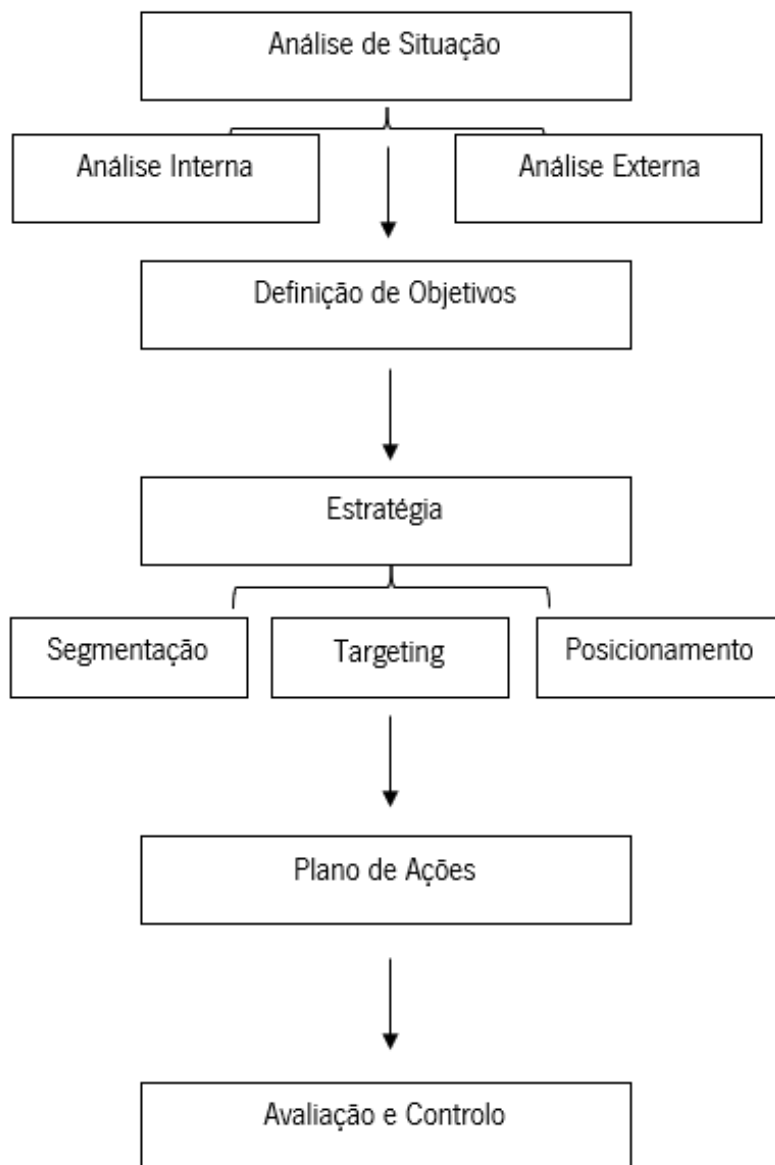 Análise de Situação
Análise Interna
Análise Externa
Definição de Objetivos
Estratégia
Segmentação
Targeting
Posicionamento
Plano de Ações
Avaliação e Controlo